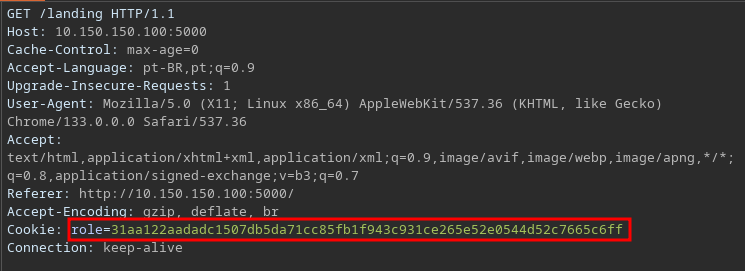 GET /landing HTTP/1.1
Host: 10.150.150.100:5000
Cache-Control: max-age=0
Accept-Language: pt-BR,pt;q=0.9
Upgrade-Insecure-Requests: 1
User-Agent: Mozilla/5.0 (X11; Linux x86_64) AppleWebKit/537.36 (KHTML, like Gecko)
Chrome/133.0.0.0 Safari/537.36
Accept:
text/html,application/xhtml+xml,application/xml;q=0.9,image/avif,image/webp,image/apng,*/*;
q=0.8,application/signed-exchange;v=b3;q=0.7
Referer: http://10.150.150.100:5000/
Accept-Encoding: gzip, deflate, br
Cookie: role=31aa122aadadc1507db5da71cc85fb1f943c931ce265e52e0544d52c7665c6ff
Connection: keep-alive